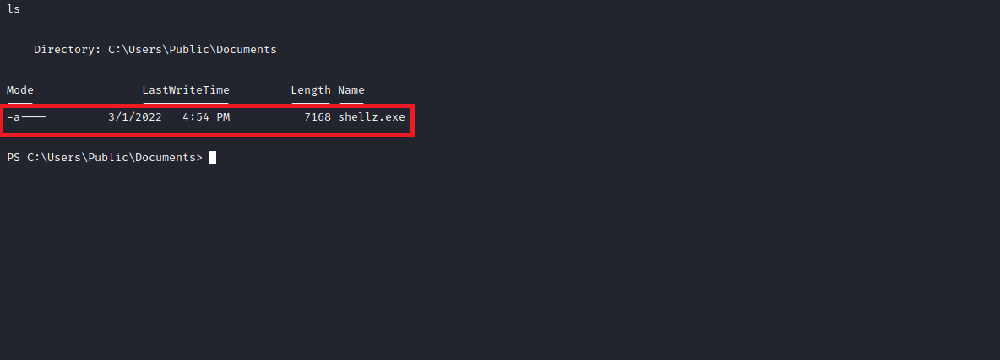 ls
Directory: C:\Users\Public\Documents
Mode LastWriteTime Length Name
---- ------------- ------ ----
-a---- 3/1/2022 4:54 PM 7168 shellz.exe
PS C:\Users\Public\Documents>